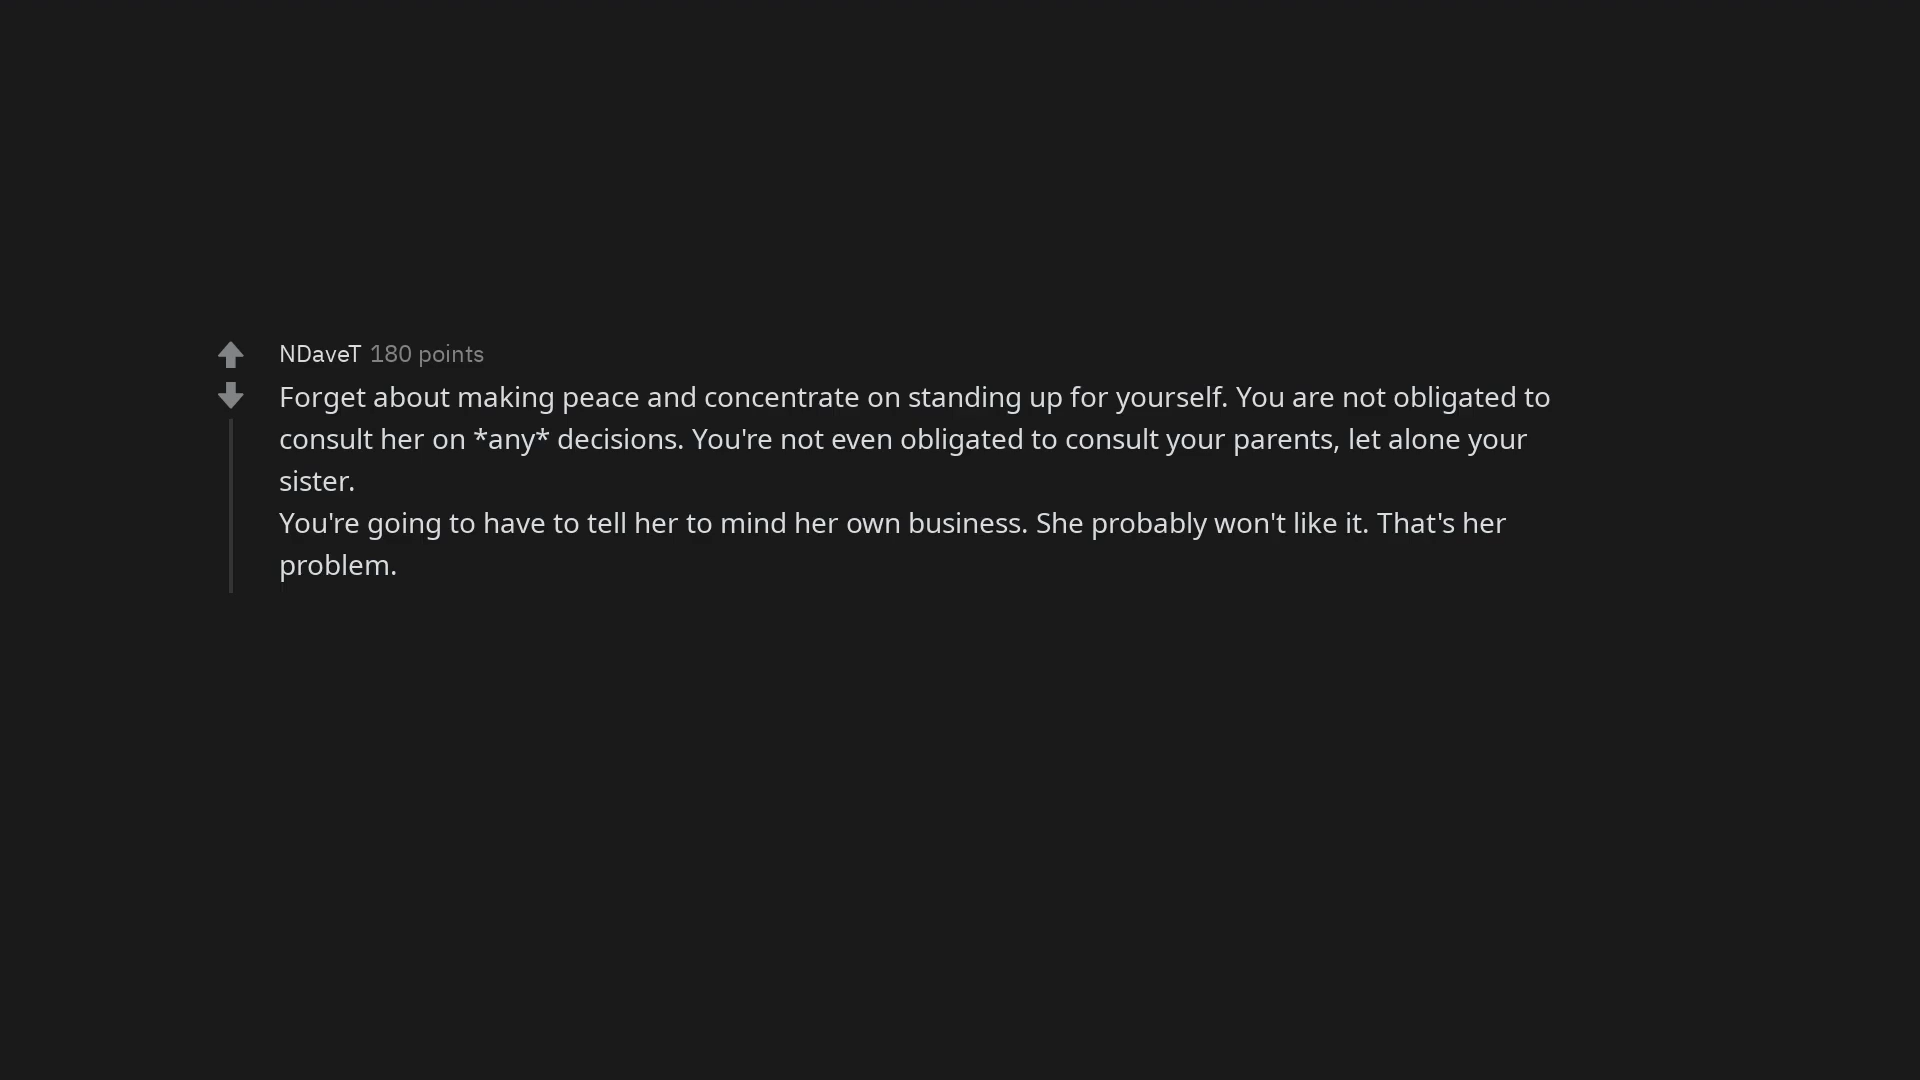 NDaveT 180 points
Forget about making peace and concentrate on standing up for yourself. You are not obligated to
consult her on *any* decisions. You're not even obligated to consult your parents, let alone your
sister.
You're going to have to tell her to mind her own business. She probably won't like it. That's her
problem.